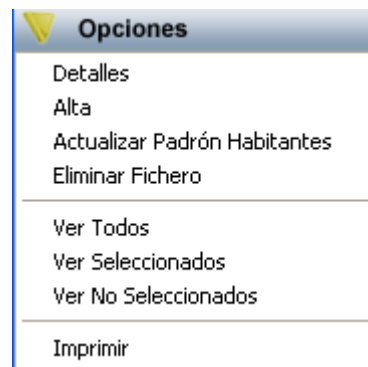 Opciones
Detalles
Alta
Actualizar Padrón Habitantes
Eliminar Fichero
Ver Todos
Ver Seleccionados
Ver No Seleccionados
Imprimir